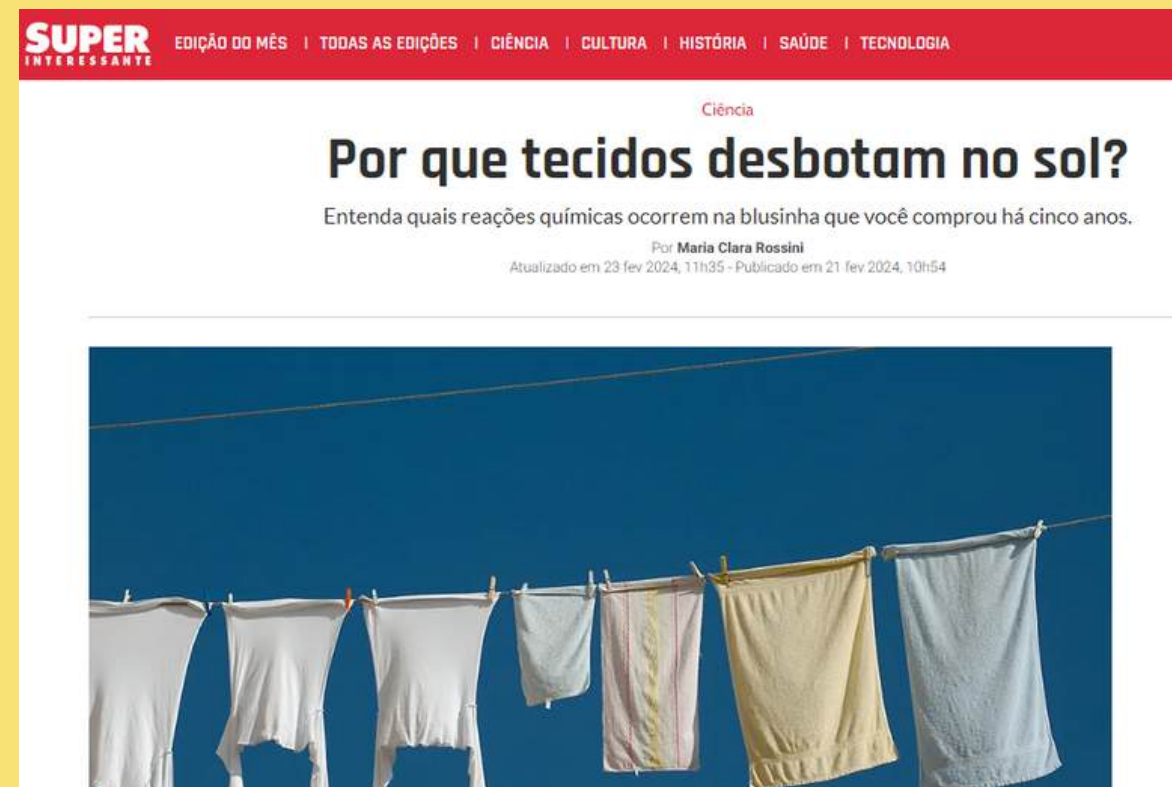 SUPER
INTERESSANTE
EDIÇÃO DO MÊS | TODAS AS EDIÇÕES | CIÊNCIA | CULTURA | HISTÓRIA | SAÚDE | TECNOLOGIA
Ciência
Por que tecidos desbotam no sol?
Entenda quais reações químicas ocorrem na blusinha que você comprou há cinco anos.
Por Maria Clara Rossini
Atualizado em 23 fev 2024, 11h35 - Publicado em 21 fev 2024, 10h54